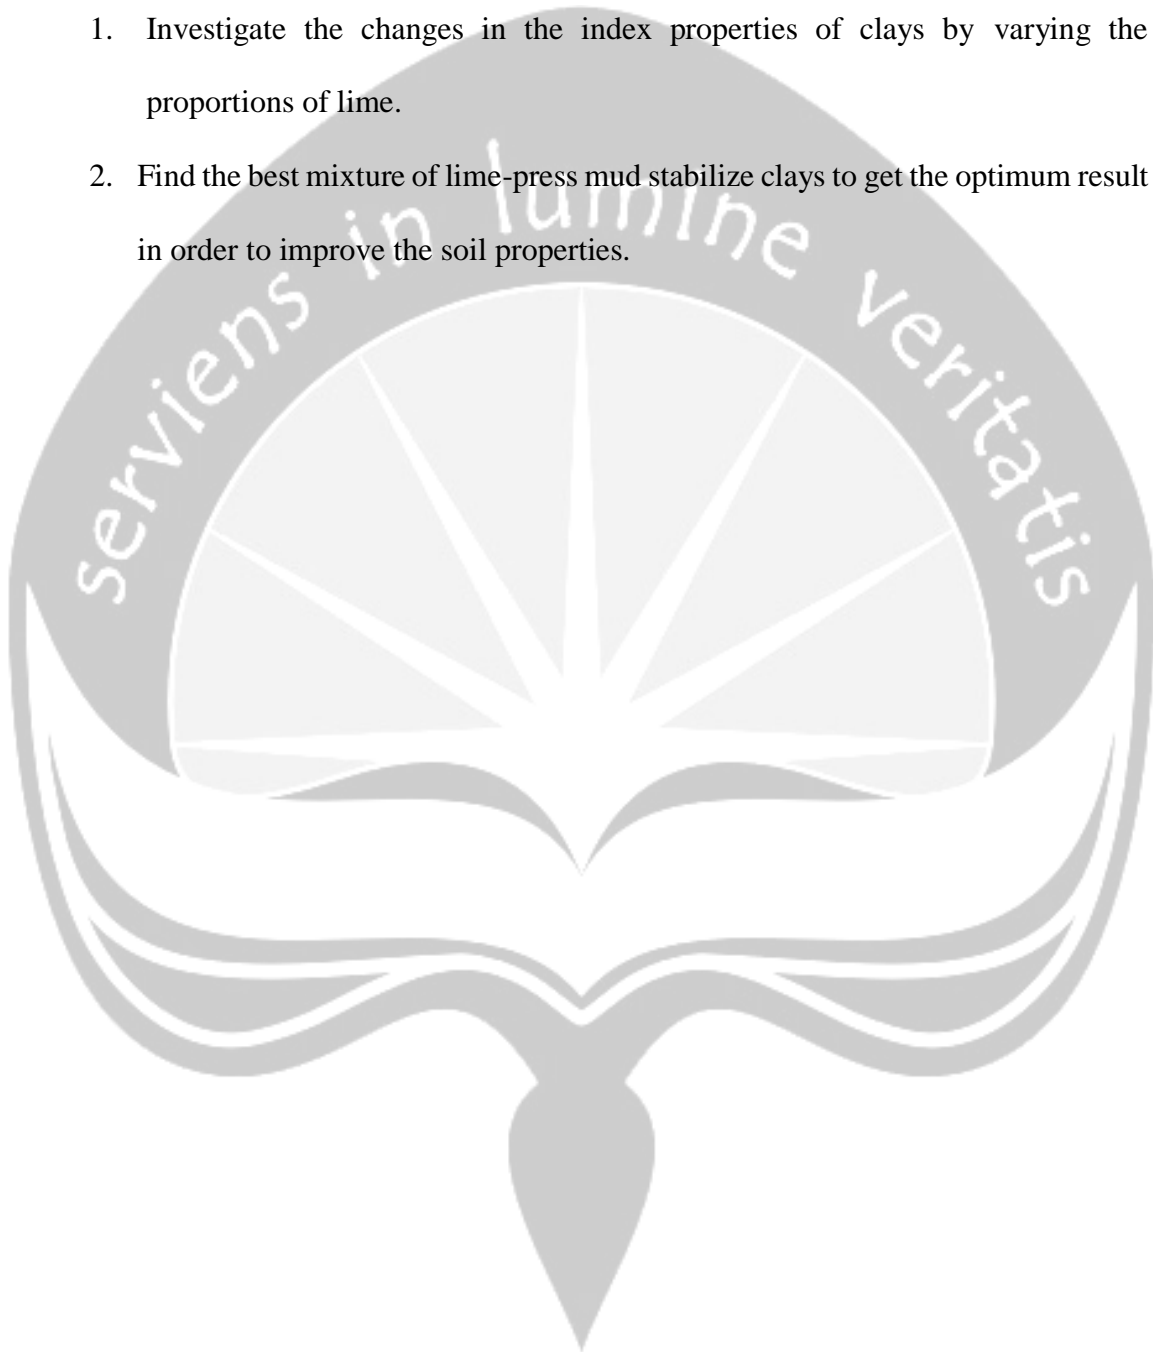 1. Investigate the changes in the index properties of clays by varying the
proportions of lime.
2. Find the best mixture of lime-press mud stabilize clays to get the optimum result
in order to improve the soil properties.
serviens in lumine veritatis